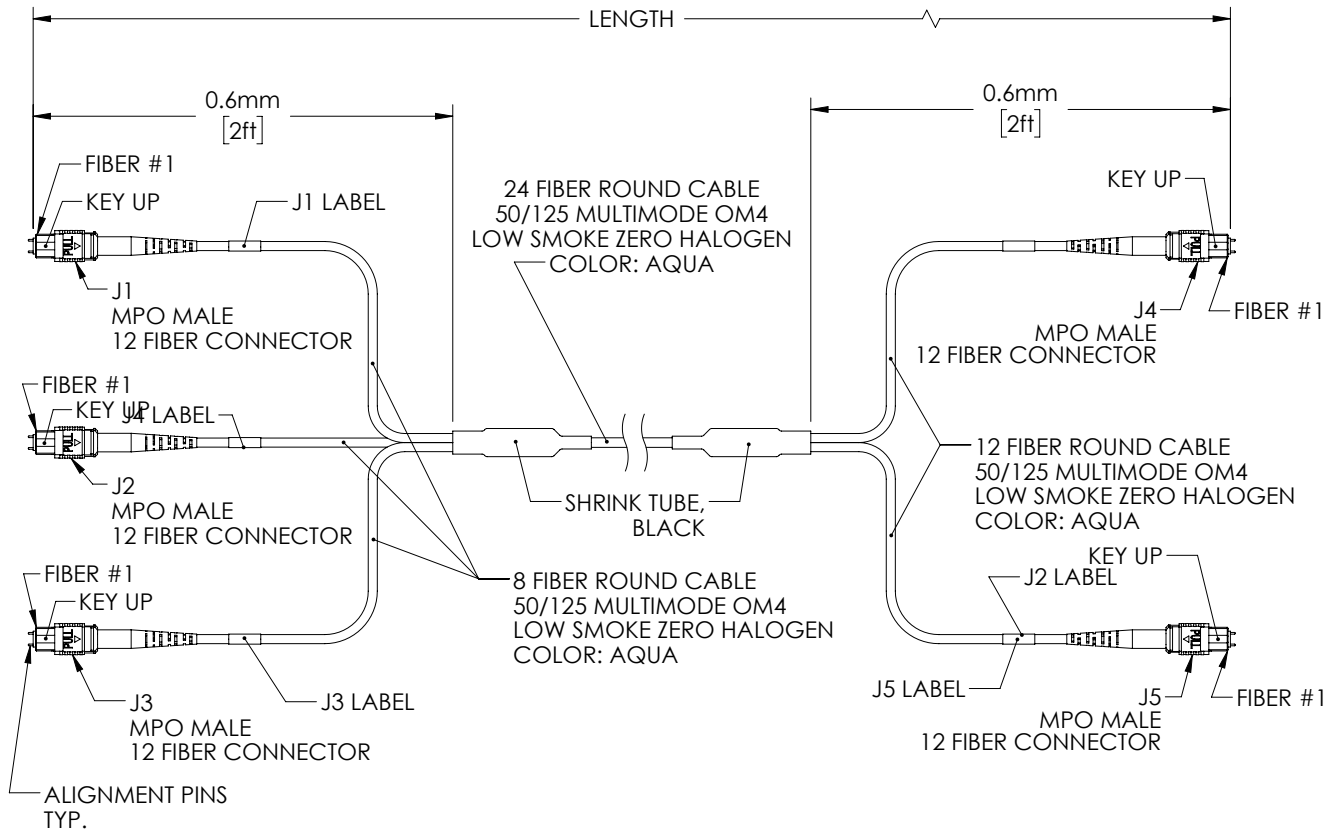 LENGTH
0.6mm
[2ft]
0.6mm
[2ft]
FIBER #1
KEY UP
J1 LABEL
24 FIBER ROUND CABLE
50/125 MULTIMODE OM4
LOW SMOKE ZERO HALOGEN
COLOR: AQUA
KEY UP
PULL
PULL
J1
MPO MALE
12 FIBER CONNECTOR
J4
MPO MALE
12 FIBER CONNECTOR
FIBER #1
FIBER #1
KEY UP
J4 LABEL
PULL
J2
MPO MALE
12 FIBER CONNECTOR
SHRINK TUBE,
BLACK
12 FIBER ROUND CABLE
50/125 MULTIMODE OM4
LOW SMOKE ZERO HALOGEN
COLOR: AQUA
FIBER #1
KEY UP
PULL
8 FIBER ROUND CABLE
50/125 MULTIMODE OM4
LOW SMOKE ZERO HALOGEN
COLOR: AQUA
KEY UP
J2 LABEL
PULL
J3
MPO MALE
12 FIBER CONNECTOR
J3 LABEL
J5 LABEL
J5
MPO MALE
12 FIBER CONNECTOR
FIBER #1
ALIGNMENT PINS
TYP.